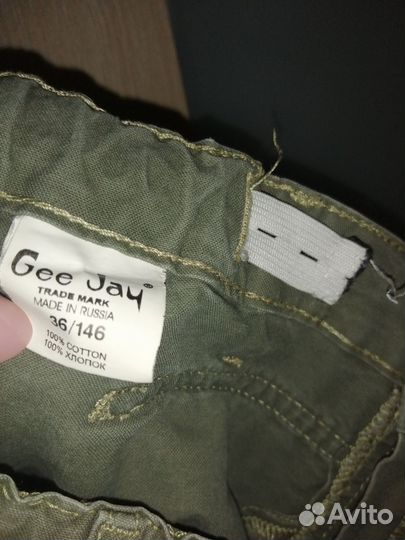 Gee Jay®
TRADE MARK
MADE IN RUSSIA
36/146
100% COTTON
100% ХЛОПОК
Avito